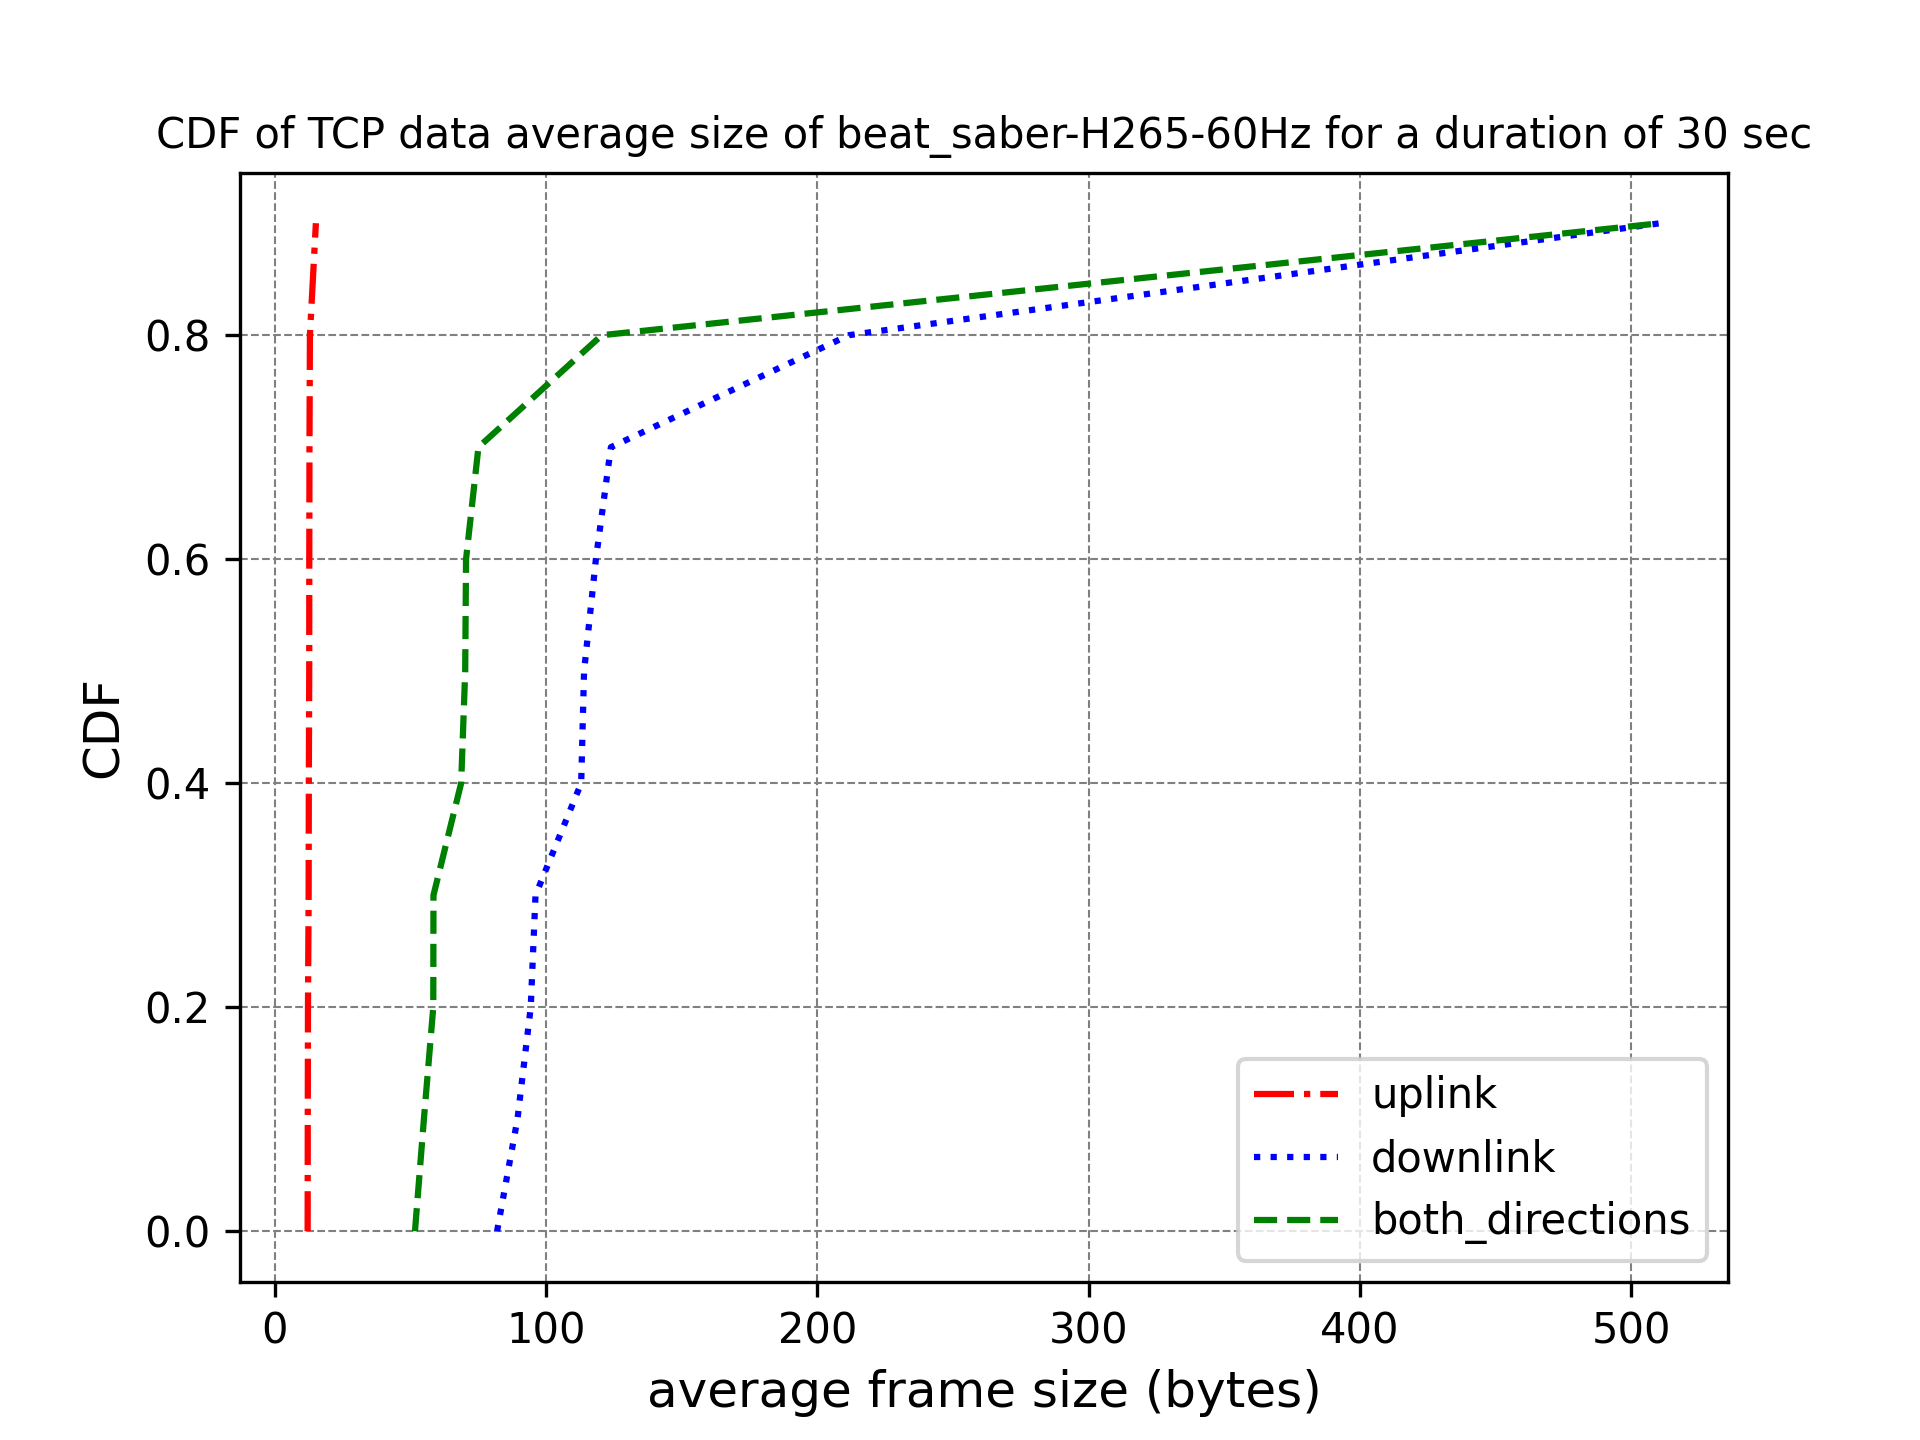 CDF of TCP data average size of beat_saber-H265-60Hz for a duration of 30 sec
CDF
0.8
0.6
0.4
0.2
0.0
0 100 200 300 400 500
average frame size (bytes)
uplink
downlink
both_directions